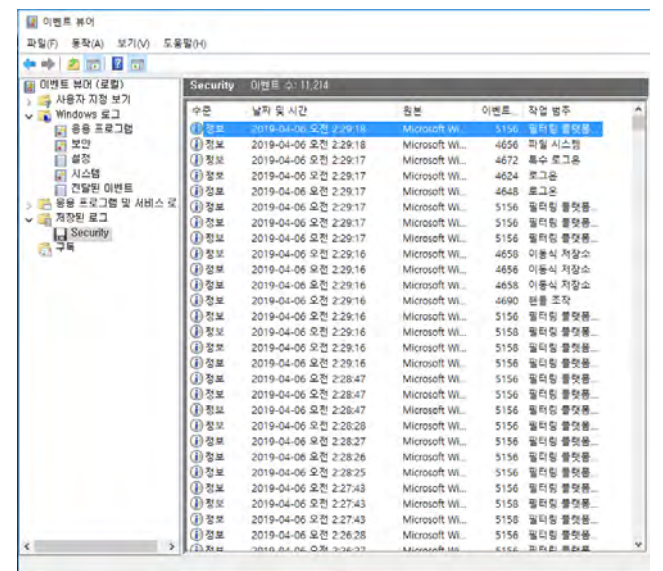 이벤트 뷰어
파일(F) 동작(A) 보기(V) 도움말(H)
이벤트 뷰어 (로컬)
사용자 지정 보기
Windows 로그
응용 프로그램
보안
설정
시스템
전달된 이벤트
응용 프로그램 및 서비스 로
저장된 로그
Security
구독
Security 이벤트 수: 11,214
수준 날짜 및 시간 원본 이벤트... 작업 범주
정보 2019-04-06 오전 2:29:18 Microsoft Wi... 5156 필터링 플랫폼...
정보 2019-04-06 오전 2:29:18 Microsoft Wi... 4656 파일 시스템
정보 2019-04-06 오전 2:29:17 Microsoft Wi... 4672 특수 로그온
정보 2019-04-06 오전 2:29:17 Microsoft Wi... 4624 로그온
정보 2019-04-06 오전 2:29:17 Microsoft Wi... 4648 로그온
정보 2019-04-06 오전 2:29:17 Microsoft Wi... 5156 필터링 플랫폼...
정보 2019-04-06 오전 2:29:17 Microsoft Wi... 5156 필터링 플랫폼...
정보 2019-04-06 오전 2:29:17 Microsoft Wi... 5156 필터링 플랫폼...
정보 2019-04-06 오전 2:29:16 Microsoft Wi... 4658 이동식 저장소
정보 2019-04-06 오전 2:29:16 Microsoft Wi... 4656 이동식 저장소
정보 2019-04-06 오전 2:29:16 Microsoft Wi... 4658 이동식 저장소
정보 2019-04-06 오전 2:29:16 Microsoft Wi... 4690 핸들 조작
정보 2019-04-06 오전 2:29:16 Microsoft Wi... 5156 필터링 플랫폼...
정보 2019-04-06 오전 2:29:16 Microsoft Wi... 5158 필터링 플랫폼...
정보 2019-04-06 오전 2:29:16 Microsoft Wi... 5158 필터링 플랫폼...
정보 2019-04-06 오전 2:29:16 Microsoft Wi... 5156 필터링 플랫폼...
정보 2019-04-06 오전 2:28:47 Microsoft Wi... 5156 필터링 플랫폼...
정보 2019-04-06 오전 2:28:47 Microsoft Wi... 5158 필터링 플랫폼...
정보 2019-04-06 오전 2:28:47 Microsoft Wi... 5156 필터링 플랫폼...
정보 2019-04-06 오전 2:28:28 Microsoft Wi... 5156 필터링 플랫폼...
정보 2019-04-06 오전 2:28:27 Microsoft Wi... 5156 필터링 플랫폼...
정보 2019-04-06 오전 2:28:26 Microsoft Wi... 5156 필터링 플랫폼...
정보 2019-04-06 오전 2:28:25 Microsoft Wi... 5156 필터링 플랫폼...
정보 2019-04-06 오전 2:27:43 Microsoft Wi... 5156 필터링 플랫폼...
정보 2019-04-06 오전 2:27:43 Microsoft Wi... 5158 필터링 플랫폼...
정보 2019-04-06 오전 2:27:43 Microsoft Wi... 5158 필터링 플랫폼...
정보 2019-04-06 오전 2:26:28 Microsoft Wi... 5156 필터링 플랫폼...